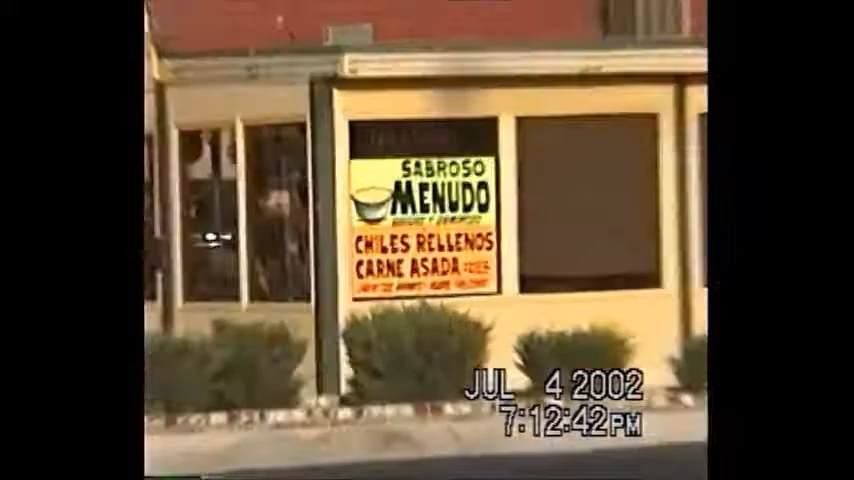 SABROSO
MENUDO
CHILES RELLENOS
CARNE ASADA
JUL 4 2002
7:12:42PM